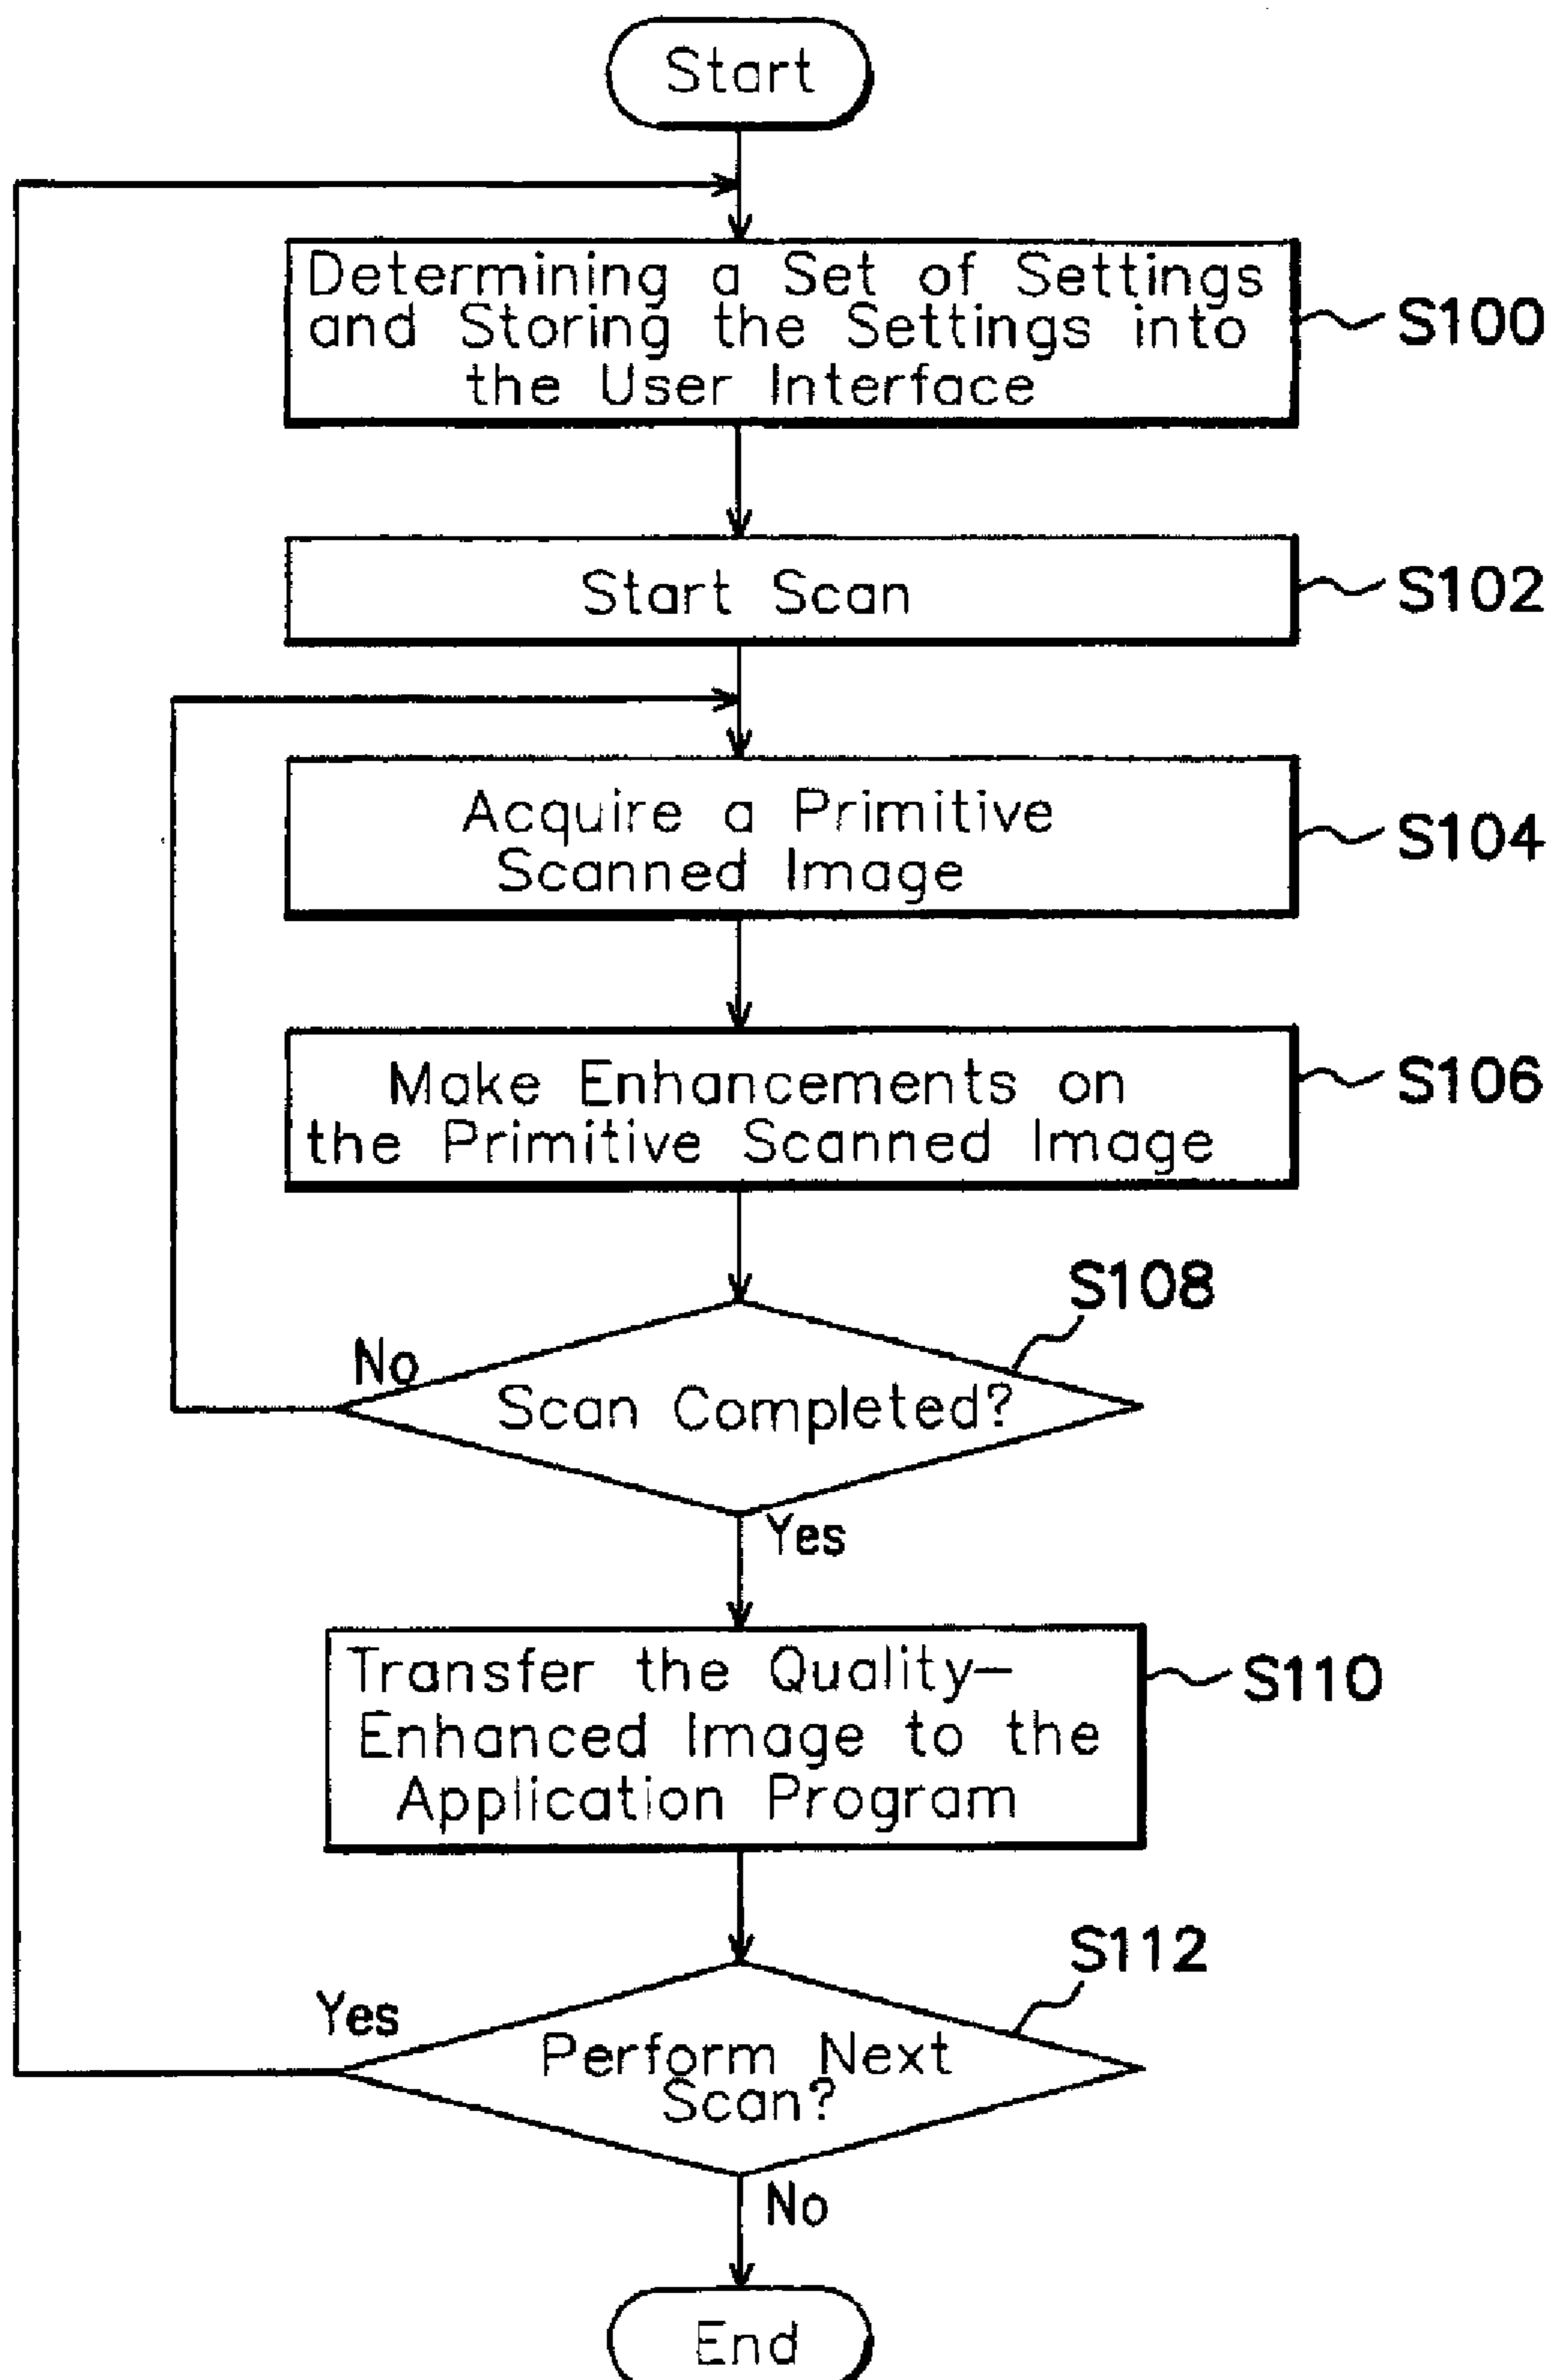 Start
Determining a Set of Settings
and Storing the Settings into
the User Interface
S100
Start Scan
S102
Acquire a Primitive
Scanned Image
S104
Make Enhancements on
the Primitive Scanned Image
S106
S108
No
Scan Completed?
Yes
Transfer the Quality-
Enhanced Image to the
Application Program
S110
S112
Yes
Perform Next
Scan?
No
End